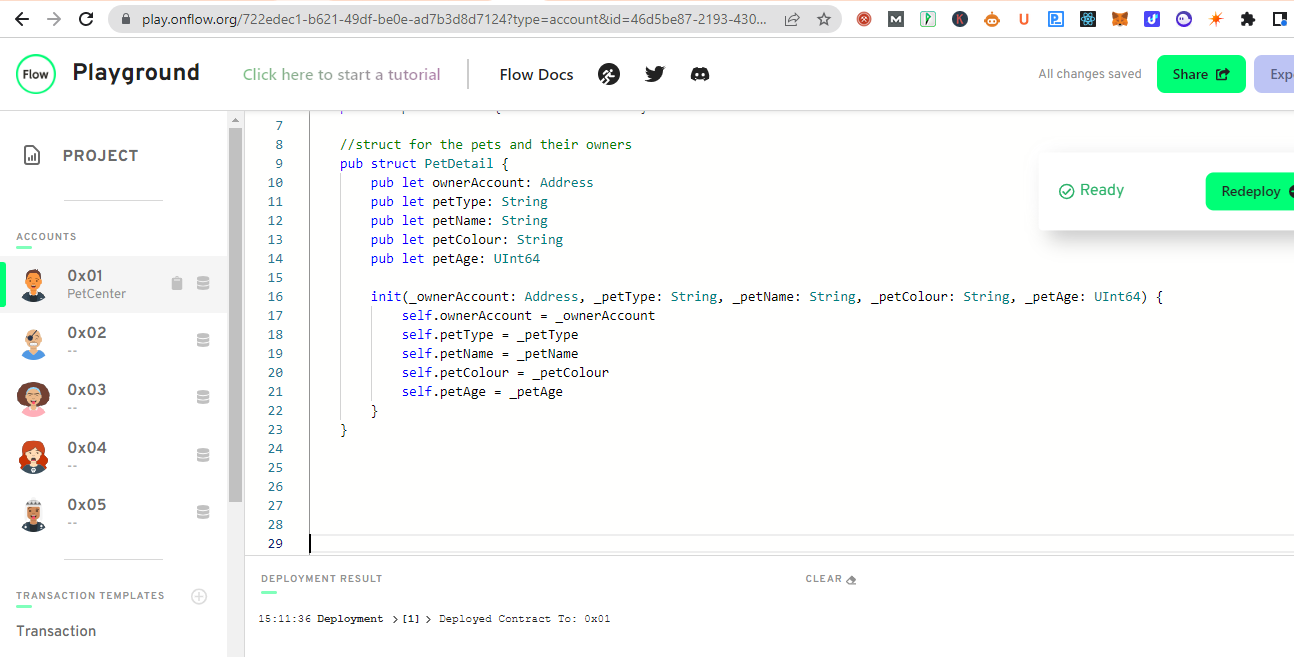 play.onflow.org/722edec1-b621-49df-be0e-ad7b3d8d7124?type=account&id=46d5be87-2193-430...
Flow
Playground
Click here to start a tutorial
Flow Docs
All changes saved
Share
Exp
PROJECT
ACCOUNTS
0x01
PetCenter
0x02
--
0x03
--
0x04
--
0x05
--
TRANSACTION TEMPLATES
Transaction
7
8 //struct for the pets and their owners
9 pub struct PetDetail {
10 pub let ownerAccount: Address
11 pub let petType: String
12 pub let petName: String
13 pub let petColour: String
14 pub let petAge: UInt64
15
16 init(_ownerAccount: Address, _petType: String, _petName: String, _petColour: String, _petAge: UInt64) {
17 self.ownerAccount = _ownerAccount
18 self.petType = _petType
19 self.petName = _petName
20 self.petColour = _petColour
21 self.petAge = _petAge
22 }
23 }
24
25
26
27
28
29
Ready
Redeploy
DEPLOYMENT RESULT
CLEAR
15:11:36 Deployment > [1] > Deployed Contract To: 0x01